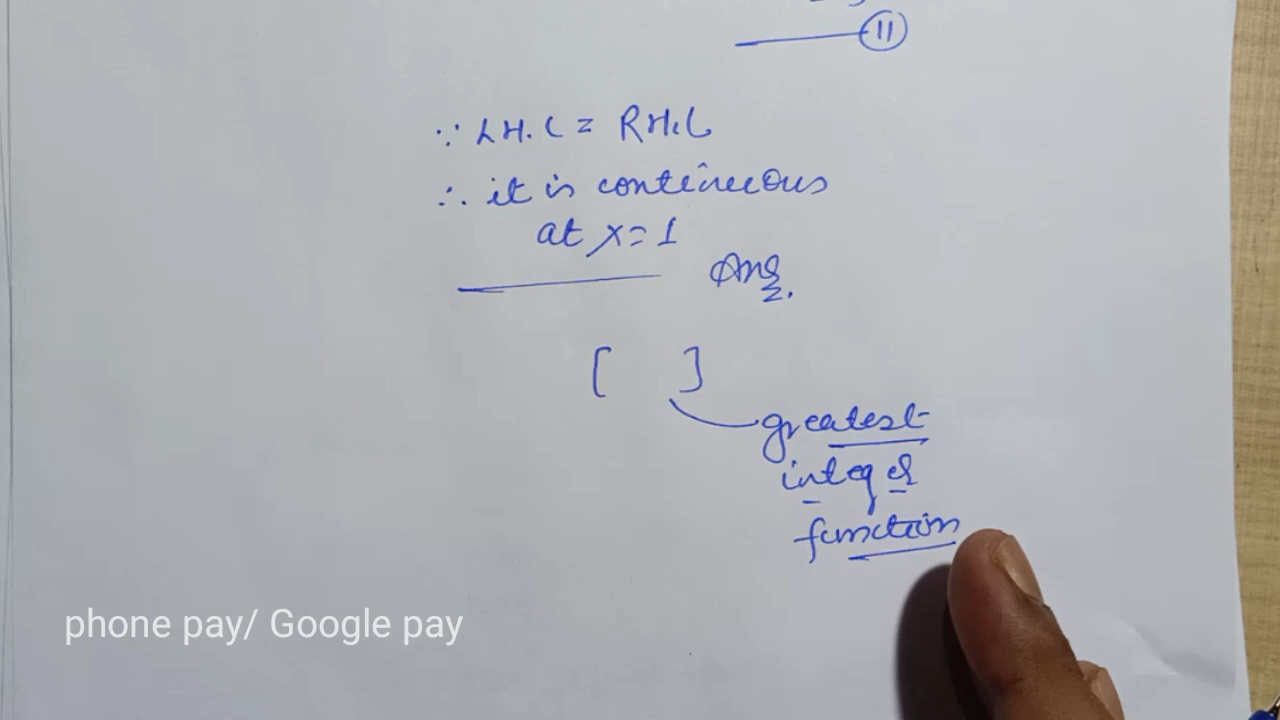 11
∵ LH.L = RH.L
∴ it is continuous
at x=1
Ans.
[ ]
greatest
integer
function
phone pay/ Google pay